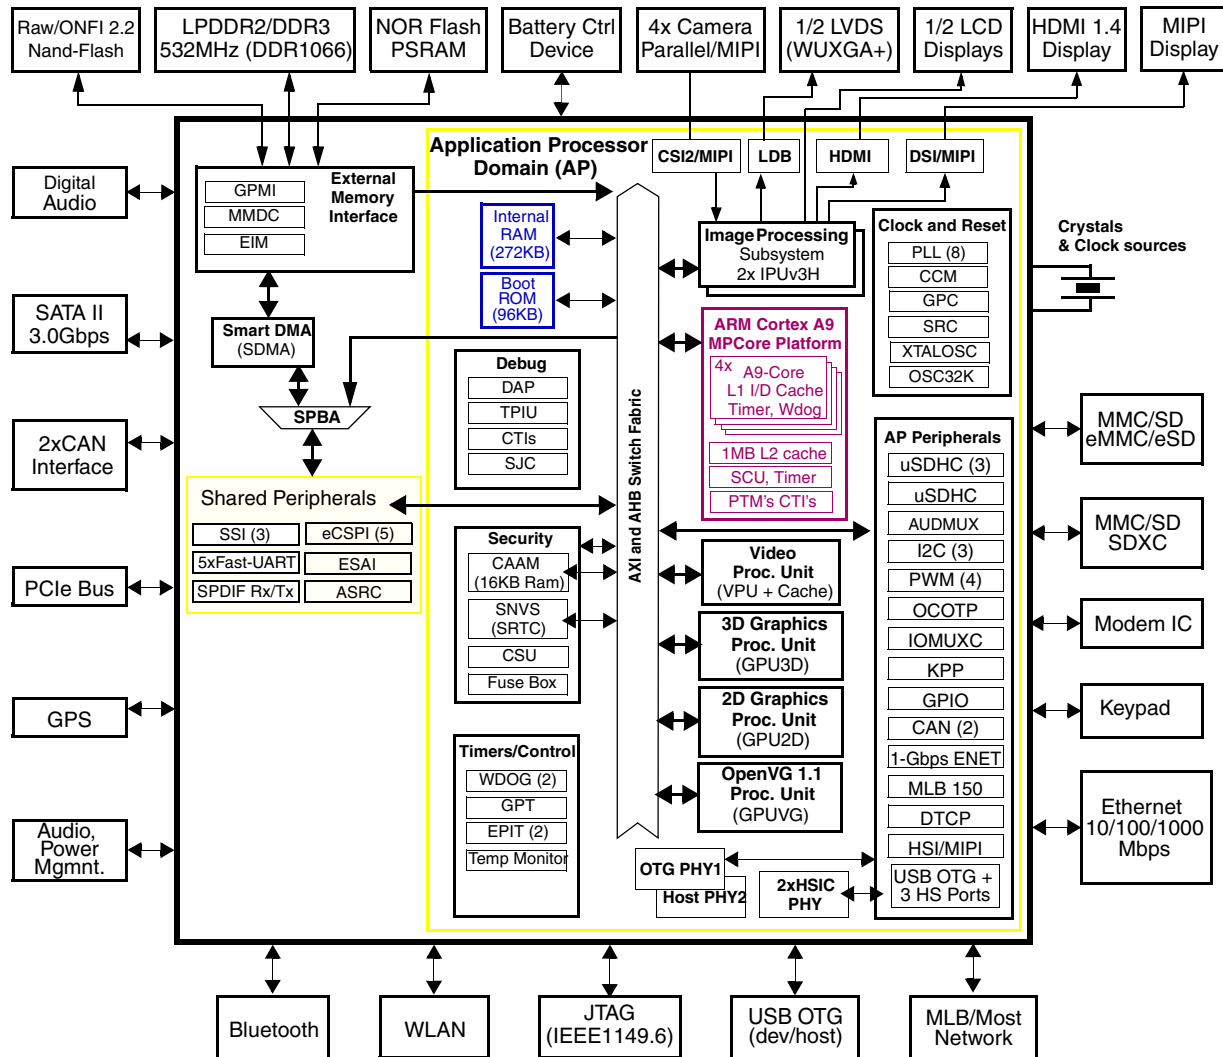 Raw/ONFI 2.2
Nand-Flash
LPDDR2/DDR3
532MHz (DDR1066)
NOR Flash
PSRAM
Battery Ctrl
Device
4x Camera
Parallel/MIPI
1/2 LVDS
(WUXGA+)
1/2 LCD
Displays
HDMI 1.4
Display
MIPI
Display
Digital
Audio
SATA II
3.0Gbps
2xCAN
Interface
PCIe Bus
GPS
Audio,
Power
Mgmnt.
External
Memory
Interface
GPMI
MMDC
EIM
Smart DMA
(SDMA)
SPBA
Shared Peripherals
SSI (3)
eCSPI (5)
5xFast-UART
ESAI
SPDIF Rx/Tx
ASRC
Application Processor
Domain (AP)
Internal
RAM
(272KB)
Boot
ROM
(96KB)
Debug
DAP
TPIU
CTIs
SJC
Security
CAAM
(16KB Ram)
SNVS
(SRTC)
CSU
Fuse Box
Timers/Control
WDOG (2)
GPT
EPIT (2)
Temp Monitor
AXI and AHB Switch Fabric
CSI2/MIPI
LDB
HDMI
DSI/MIPI
Image Processing
Subsystem
2x IPUv3H
ARM Cortex A9
MPCore Platform
4x
A9-Core
L1 I/D Cache
Timer, Wdog
1MB L2 cache
SCU, Timer
PTM's CTI's
Video
Proc. Unit
(VPU + Cache)
3D Graphics
Proc. Unit
(GPU3D)
2D Graphics
Proc. Unit
(GPU2D)
OpenVG 1.1
Proc. Unit
(GPUVG)
OTG PHY1
Host PHY2
2xHSIC
PHY
Clock and Reset
PLL (8)
CCM
GPC
SRC
XTALOSC
OSC32K
AP Peripherals
uSDHC (3)
uSDHC
AUDMUX
I2C (3)
PWM (4)
OCOTP
IOMUXC
KPP
GPIO
CAN (2)
1-Gbps ENET
MLB 150
DTCP
HSI/MIPI
USB OTG +
3 HS Ports
Crystals
& Clock sources
MMC/SD
eMMC/eSD
MMC/SD
SDXC
Modem IC
Keypad
Ethernet
10/100/1000
Mbps
Bluetooth
WLAN
JTAG
(IEEE1149.6)
USB OTG
(dev/host)
MLB/Most
Network